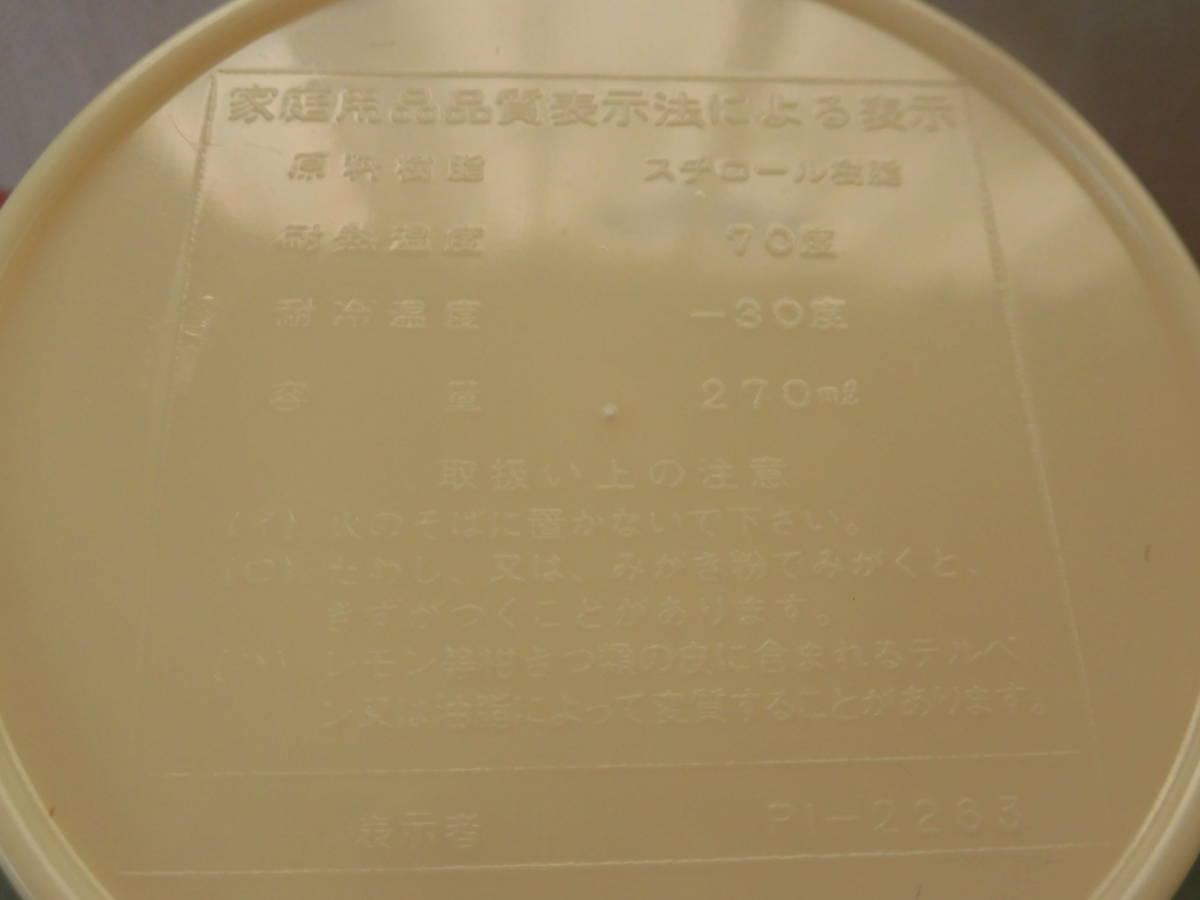 家庭用品品質表示法による表示
原料樹脂 スチロール樹脂
耐熱温度 70度
耐冷温度 -30度
容量 270ml
取扱い上の注意
(イ) 火のそばに置かないで下さい。
(ロ) たわし、又は、みがき粉でみがくと、
きずがつくことがあります。
(ハ) レモン等柑きつ類の皮に含まれるテルペ
ン又は油脂によって変質することがあります。
表示者 PI-2263